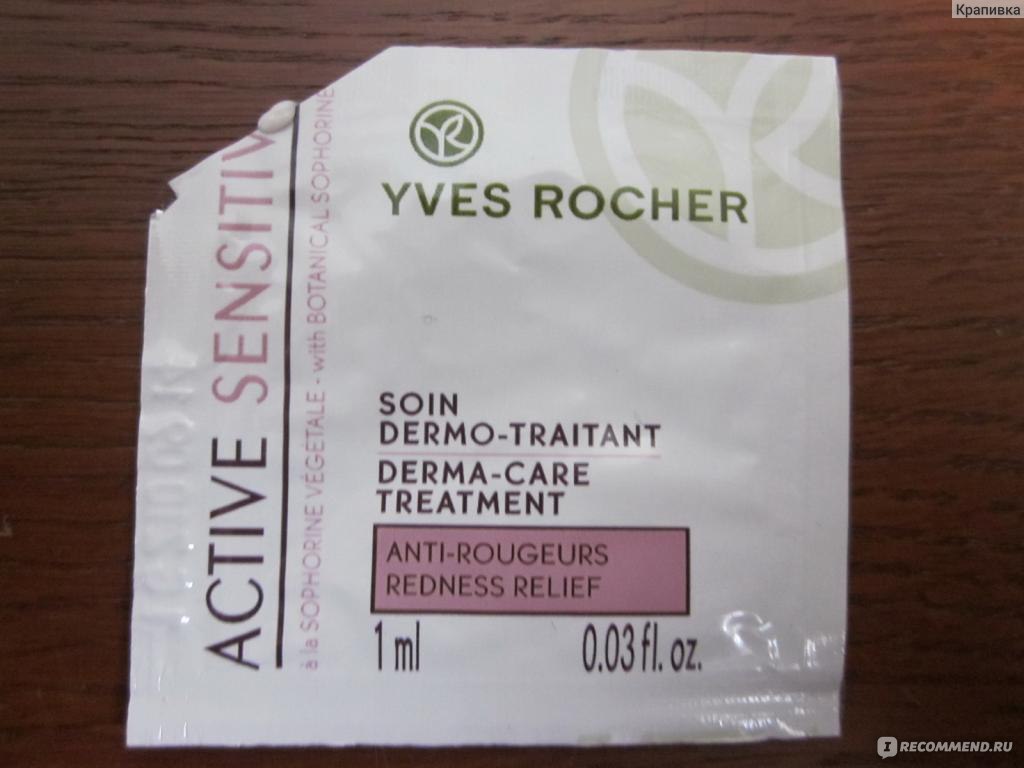 Крапивка
YVES ROCHER
ACTIVE SENSITIV
à la SOPHORINE VÉGÉTALE - with BOTANICAL SOPHORINE
SOIN
DERMO-TRAITANT
DERMA-CARE
TREATMENT
ANTI-ROUGEURS
REDNESS RELIEF
1 ml 0.03 fl. oz.
IRECOMMEND.RU